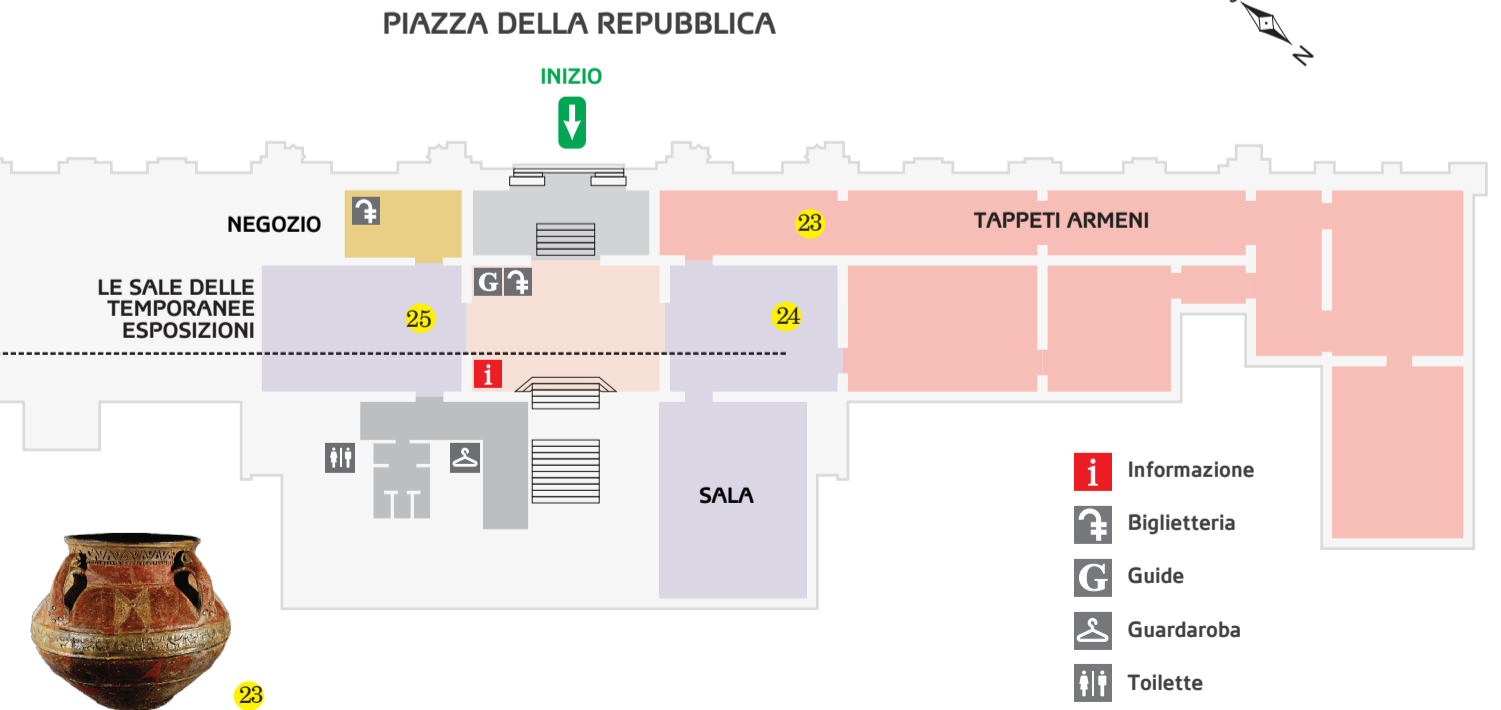 PIAZZA DELLA REPUBBLICA
N
INIZIO
NEGOZIO
23
TAPPETI ARMENI
LE SALE DELLE
TEMPORANEE
ESPOSIZIONI
G
25
24
i
SALA
i Informazione
Biglietteria
G Guide
Guardaroba
Toilette
23